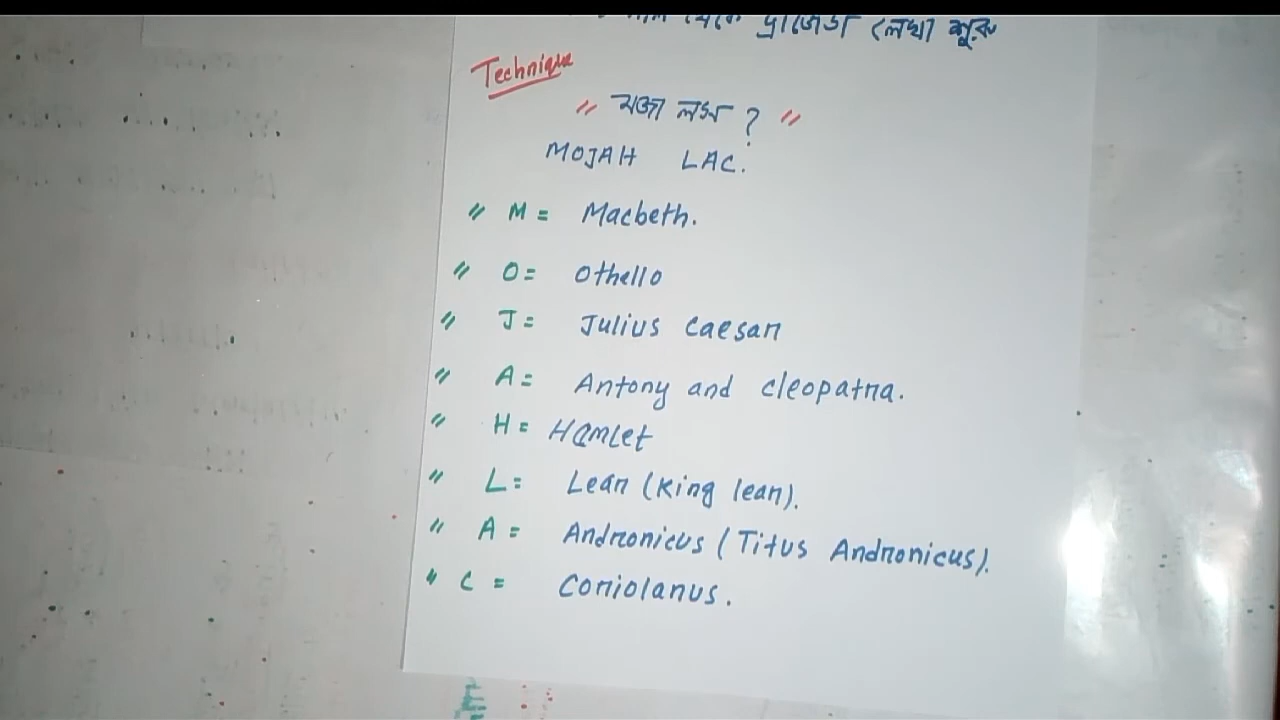 থেকে ট্রাজেডী লেখা শুরু
Technique
" মজা লস ? "
MOJAH LAC.
" M = Macbeth.
" O = Othello
" J = Julius Caesar
" A = Antony and cleopatra.
" H = Hamlet
" L = Lear (King lear).
" A = Andronicus (Titus Andronicus).
" C = Coriolanus.